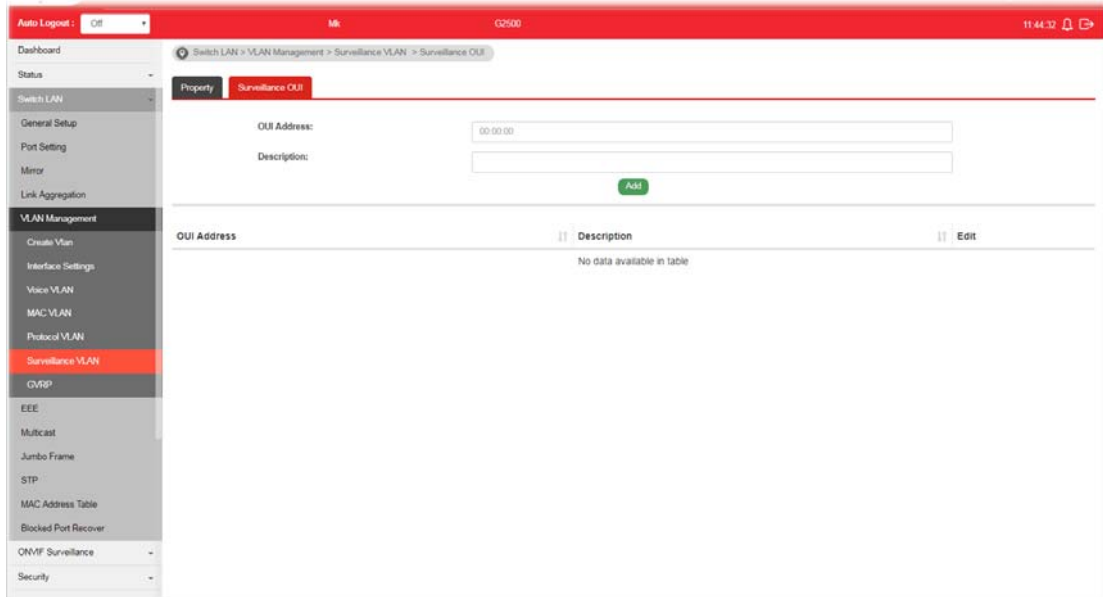 Auto Logout : Off Mk G2500 11:44:32
Dashboard
Status
Switch LAN
General Setup
Port Setting
Mirror
Link Aggregation
VLAN Management
Create Vlan
Interface Settings
Voice VLAN
MAC VLAN
Protocol VLAN
Surveillance VLAN
GVRP
EEE
Multicast
Jumbo Frame
STP
MAC Address Table
Blocked Port Recover
ONVIF Surveillance
Security
Switch LAN > VLAN Management > Surveillance VLAN > Surveillance OUI
Property Surveillance OUI
OUI Address: 00:00:00
Description:
Add
OUI Address Description Edit
No data available in table